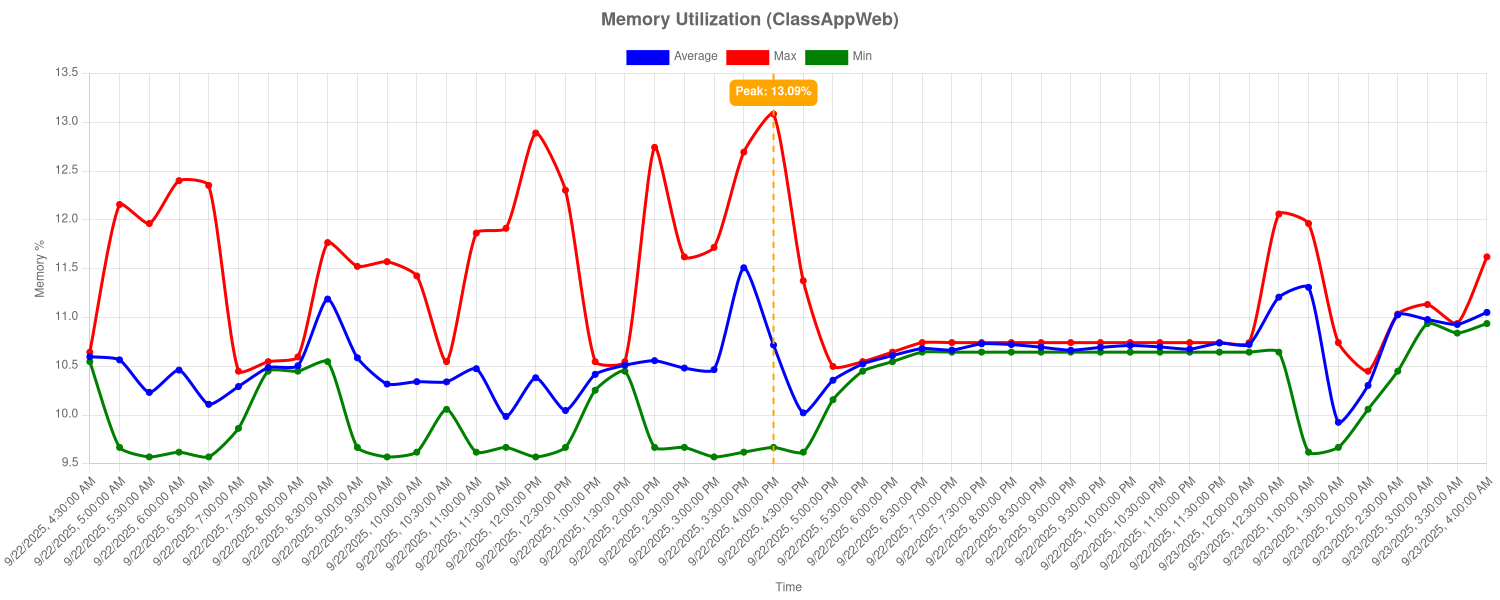 Memory Utilization (ClassAppWeb)
Average Max Min
13.5
Peak: 13.09%
13.0
12.5
12.0
11.5
11.0
10.5
10.0
9.5
Memory %
9/22/2025, 4:30:00 AM
9/22/2025, 5:00:00 AM
9/22/2025, 5:30:00 AM
9/22/2025, 6:00:00 AM
9/22/2025, 6:30:00 AM
9/22/2025, 7:00:00 AM
9/22/2025, 7:30:00 AM
9/22/2025, 8:00:00 AM
9/22/2025, 8:30:00 AM
9/22/2025, 9:00:00 AM
9/22/2025, 9:30:00 AM
9/22/2025, 10:00:00 AM
9/22/2025, 10:30:00 AM
9/22/2025, 11:00:00 AM
9/22/2025, 11:30:00 AM
9/22/2025, 12:00:00 PM
9/22/2025, 12:30:00 PM
9/22/2025, 1:00:00 PM
9/22/2025, 1:30:00 PM
9/22/2025, 2:00:00 PM
9/22/2025, 2:30:00 PM
9/22/2025, 3:00:00 PM
9/22/2025, 3:30:00 PM
9/22/2025, 4:00:00 PM
9/22/2025, 4:30:00 PM
9/22/2025, 5:00:00 PM
9/22/2025, 5:30:00 PM
9/22/2025, 6:00:00 PM
9/22/2025, 6:30:00 PM
9/22/2025, 7:00:00 PM
9/22/2025, 7:30:00 PM
9/22/2025, 8:00:00 PM
9/22/2025, 8:30:00 PM
9/22/2025, 9:00:00 PM
9/22/2025, 9:30:00 PM
9/22/2025, 10:00:00 PM
9/22/2025, 10:30:00 PM
9/22/2025, 11:00:00 PM
9/22/2025, 11:30:00 PM
9/23/2025, 12:00:00 AM
9/23/2025, 12:30:00 AM
9/23/2025, 1:00:00 AM
9/23/2025, 1:30:00 AM
9/23/2025, 2:00:00 AM
9/23/2025, 2:30:00 AM
9/23/2025, 3:00:00 AM
9/23/2025, 3:30:00 AM
9/23/2025, 4:00:00 AM
Time